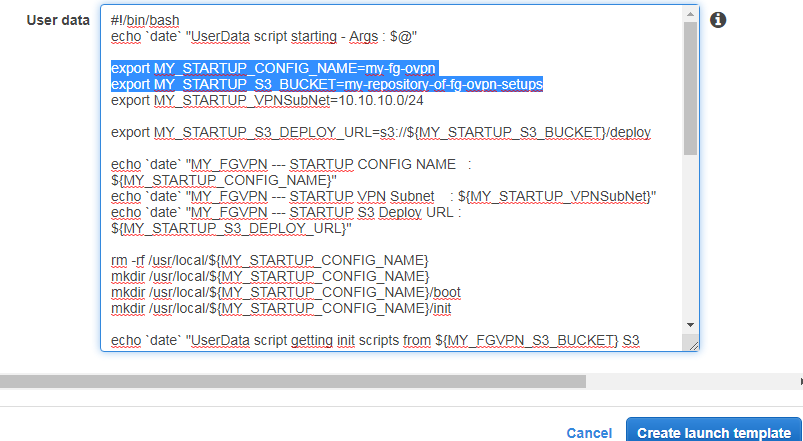 User data
#!/bin/bash
echo `date` "UserData script starting - Args : $@"
export MY_STARTUP_CONFIG_NAME=my-fg-ovpn
export MY_STARTUP_S3_BUCKET=my-repository-of-fg-ovpn-setups
export MY_STARTUP_VPNSubNet=10.10.10.0/24
export MY_STARTUP_S3_DEPLOY_URL=s3://${MY_STARTUP_S3_BUCKET}/deploy
echo `date` "MY_FGVPN --- STARTUP CONFIG NAME   :
${MY_STARTUP_CONFIG_NAME}"
echo `date` "MY_FGVPN --- STARTUP VPN Subnet    : ${MY_STARTUP_VPNSubNet}"
echo `date` "MY_FGVPN --- STARTUP S3 Deploy URL :
${MY_STARTUP_S3_DEPLOY_URL}"
rm -rf /usr/local/${MY_STARTUP_CONFIG_NAME}
mkdir /usr/local/${MY_STARTUP_CONFIG_NAME}
mkdir /usr/local/${MY_STARTUP_CONFIG_NAME}/boot
mkdir /usr/local/${MY_STARTUP_CONFIG_NAME}/init
echo `date` "UserData script getting init scripts from ${MY_FGVPN_S3_BUCKET} S3
Cancel
Create launch template